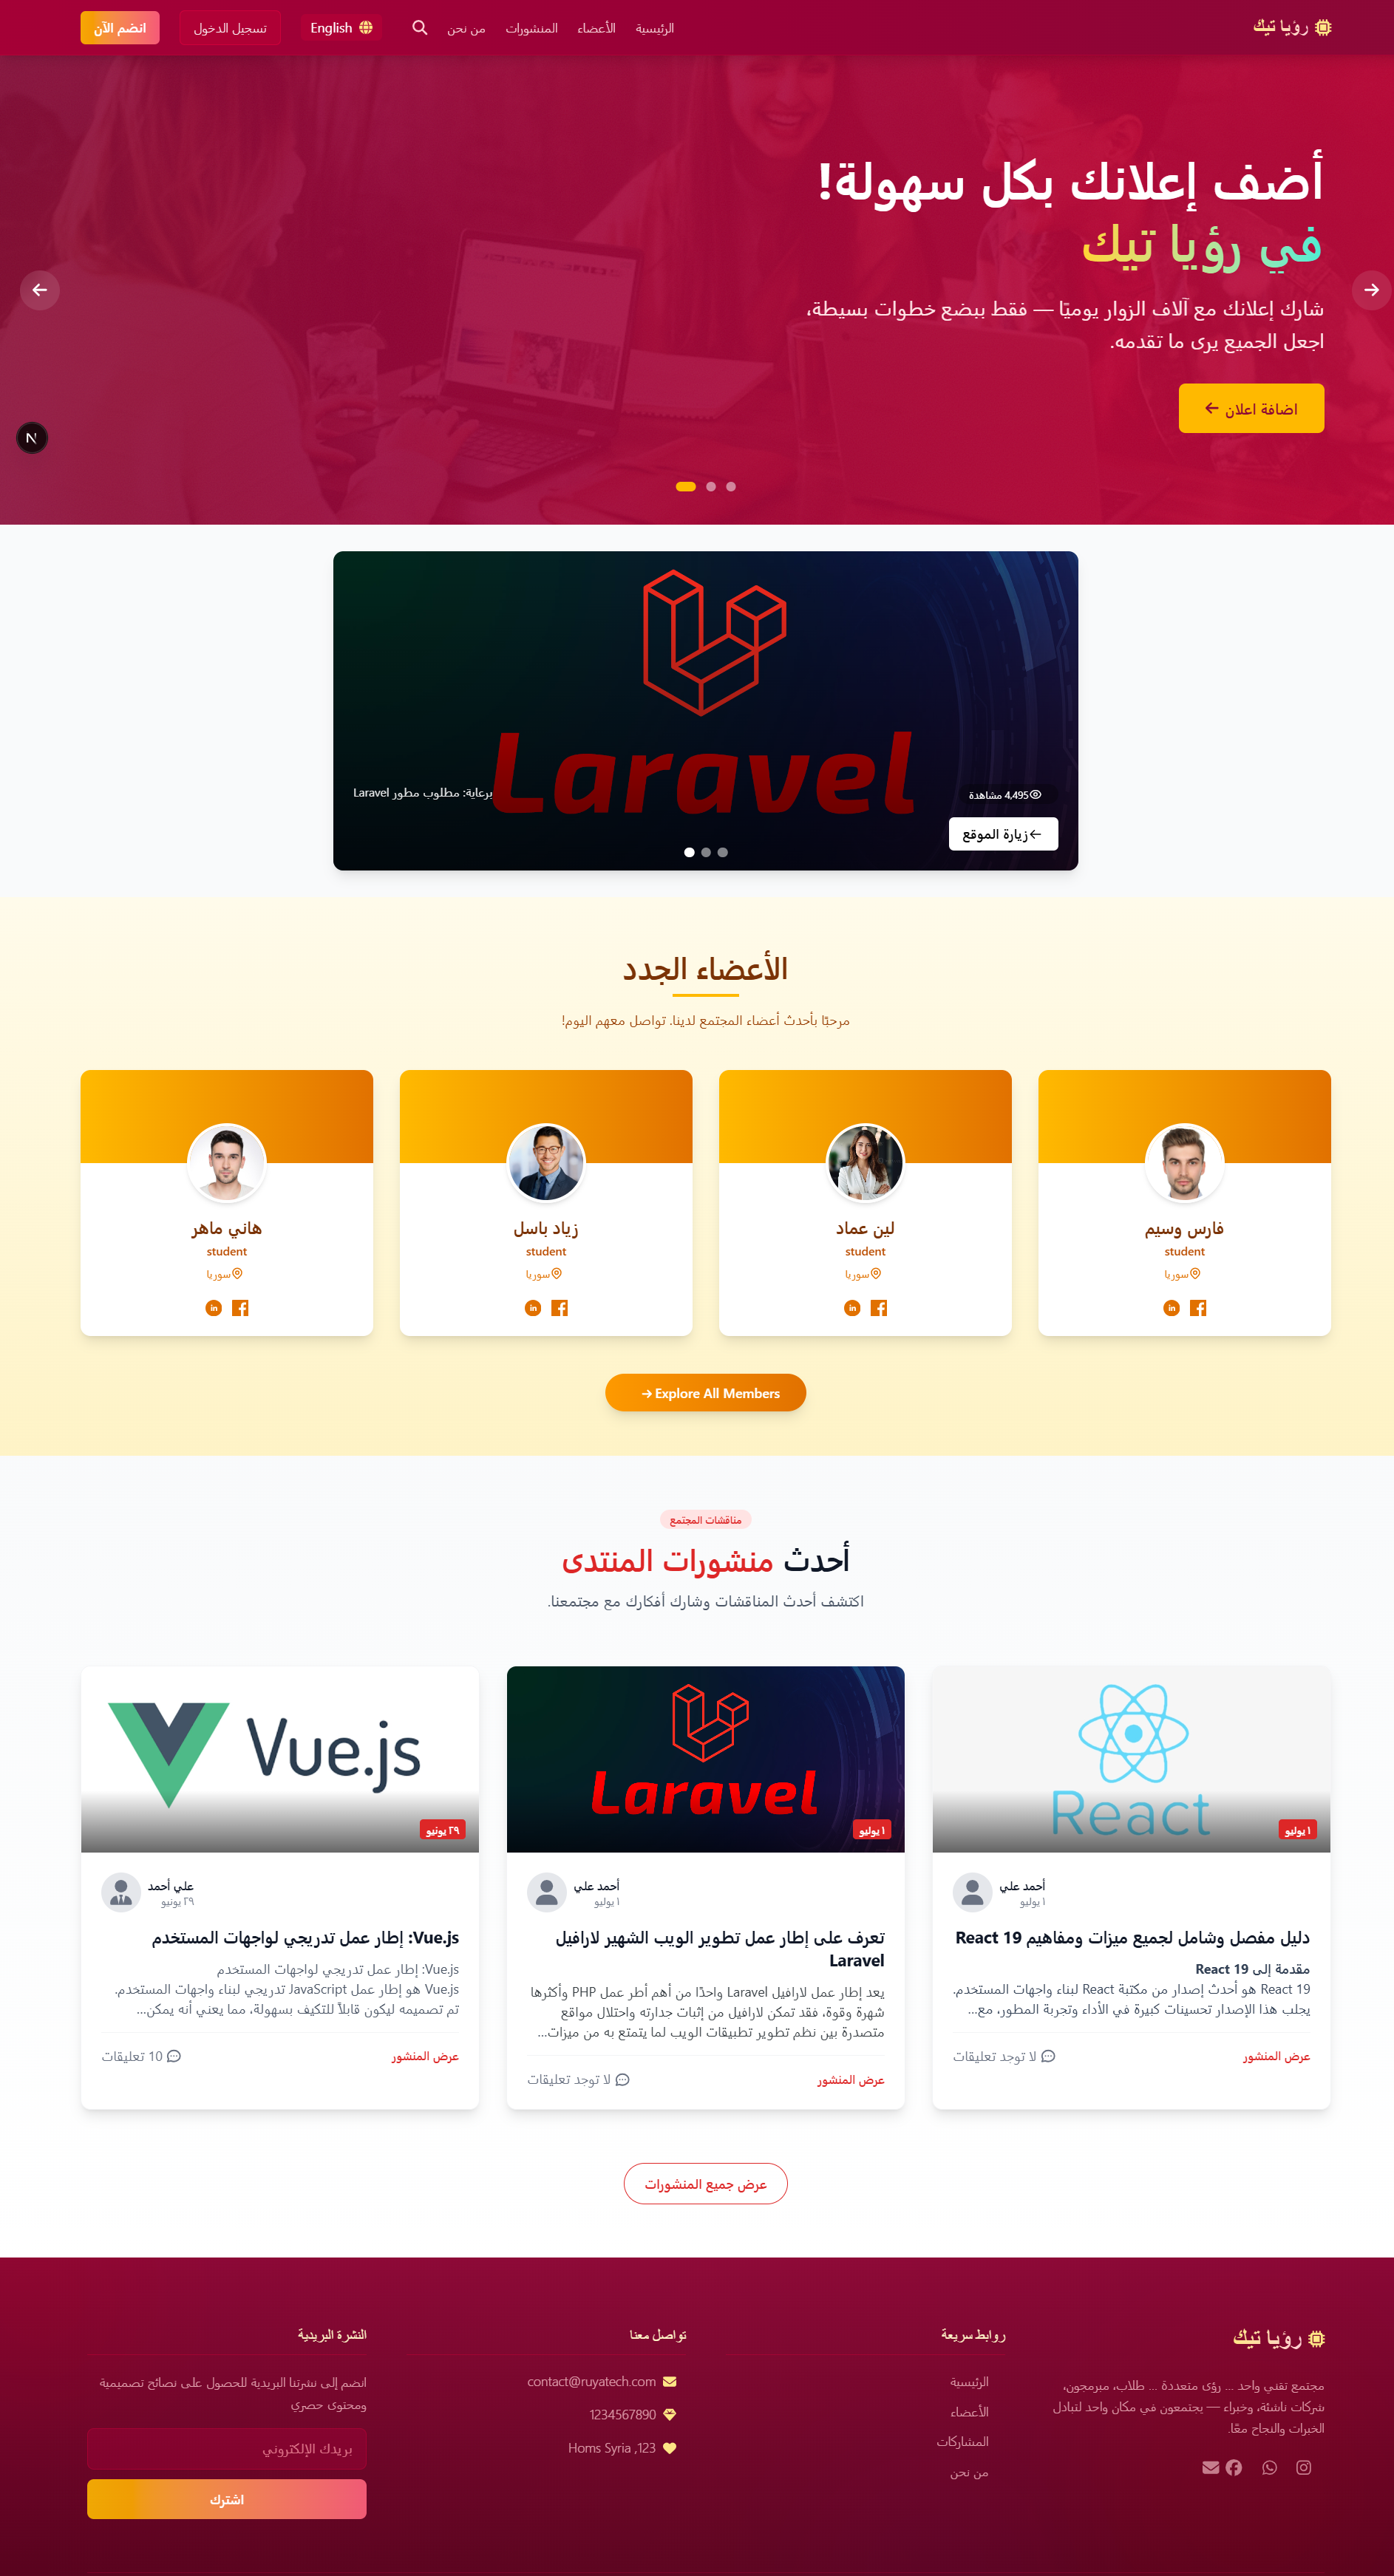 رؤيا تيك
الرئيسية
الأعضاء
المنشورات
من نحن
English
تسجيل الدخول
انضم الآن
أضف إعلانك بكل سهولة!
في رؤيا تيك
شارك إعلانك مع آلاف الزوار يوميًا — فقط ببضع خطوات بسيطة،
اجعل الجميع يرى ما تقدمه.
اضافة اعلان
N
Laravel
4,495 مشاهدة
برعاية: مطلوب مطور Laravel
زيارة الموقع
الأعضاء الجدد
مرحبًا بأحدث أعضاء المجتمع لدينا. تواصل معهم اليوم!
فارس وسيم
student
سوريا
لين عماد
student
سوريا
زياد باسل
student
سوريا
هاني ماهر
student
سوريا
Explore All Members
مناقشات المجتمع
أحدث منشورات المنتدى
اكتشف أحدث المناقشات وشارك أفكارك مع مجتمعنا.
React
١ يوليو
أحمد علي
١ يوليو
دليل مفصل وشامل لجميع ميزات ومفاهيم React 19
مقدمة إلى React 19
React 19 هو أحدث إصدار من مكتبة React لبناء واجهات المستخدم.
يجلب هذا الإصدار تحسينات كبيرة في الأداء وتجربة المطور، مع...
عرض المنشور
لا توجد تعليقات
Laravel
١ يوليو
أحمد علي
١ يوليو
تعرف على إطار عمل تطوير الويب الشهير لارافيل
Laravel
يعد إطار عمل لارافيل Laravel واحدًا من أهم أطر عمل PHP وأكثرها
شهرة وقوة، فقد تمكن لارافيل من إثبات جدارته واحتلال مواقع
متصدرة بين نظم تطوير تطبيقات الويب لما يتمتع به من ميزات...
عرض المنشور
لا توجد تعليقات
Vue.js
٢٩ يونيو
علي أحمد
٢٩ يونيو
Vue.js: إطار عمل تدريجي لواجهات المستخدم
Vue.js: إطار عمل تدريجي لواجهات المستخدم
Vue.js هو إطار عمل JavaScript تدريجي لبناء واجهات المستخدم.
تم تصميمه ليكون قابلاً للتكيف بسهولة، مما يعني أنه يمكن...
عرض المنشور
10 تعليقات
عرض جميع المنشورات
رؤيا تيك
مجتمع تقني واحد ... رؤى متعددة ... طلاب، مبرمجون،
شركات ناشئة، وخبراء — يجتمعون في مكان واحد لتبادل
الخبرات والنجاح معًا.
روابط سريعة
الرئيسية
الأعضاء
المشاركات
من نحن
تواصل معنا
contact@ruyatech.com
1234567890
123, Homs Syria
النشرة البريدية
انضم إلى نشرتنا البريدية للحصول على نصائح تصميمية
ومحتوى حصري
بريدك الإلكتروني
اشترك